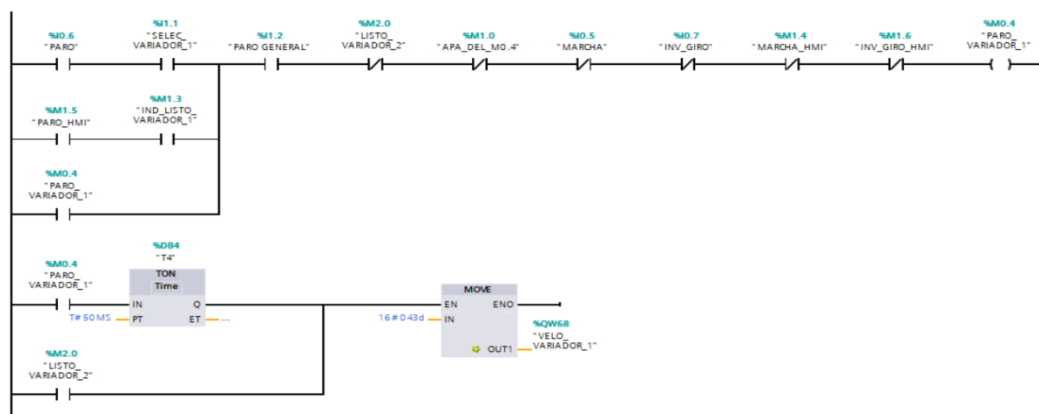 %I0.6 %I1.1 %I1.2 %M2.0 %M1.0 %I0.5 %I0.7 %M1.4 %M1.6 %M0.4
"PARO" "SELEC_ VARIADOR_1" "PARO GENERAL" "LISTO_ VARIADOR_2" "APA_DEL_M0.4" "MARCHA" "INV_GIRO" "MARCHA_HMI" "INV_GIRO_HMI" "PARO_ VARIADOR_1"
%M1.5 %M1.3
"PARO_HMI" "IND_LISTO_ VARIADOR_1"
%M0.4
"PARO_
VARIADOR_1"
%DB4
"T4"
%M0.4
"PARO_
VARIADOR_1"
TON
Time
MOVE
IN Q
EN ENO
T#50MS PT ET ...
16#043d IN
%QW68
"VELO_
OUT1 VARIADOR_1"
%M2.0
"LISTO_
VARIADOR_2"